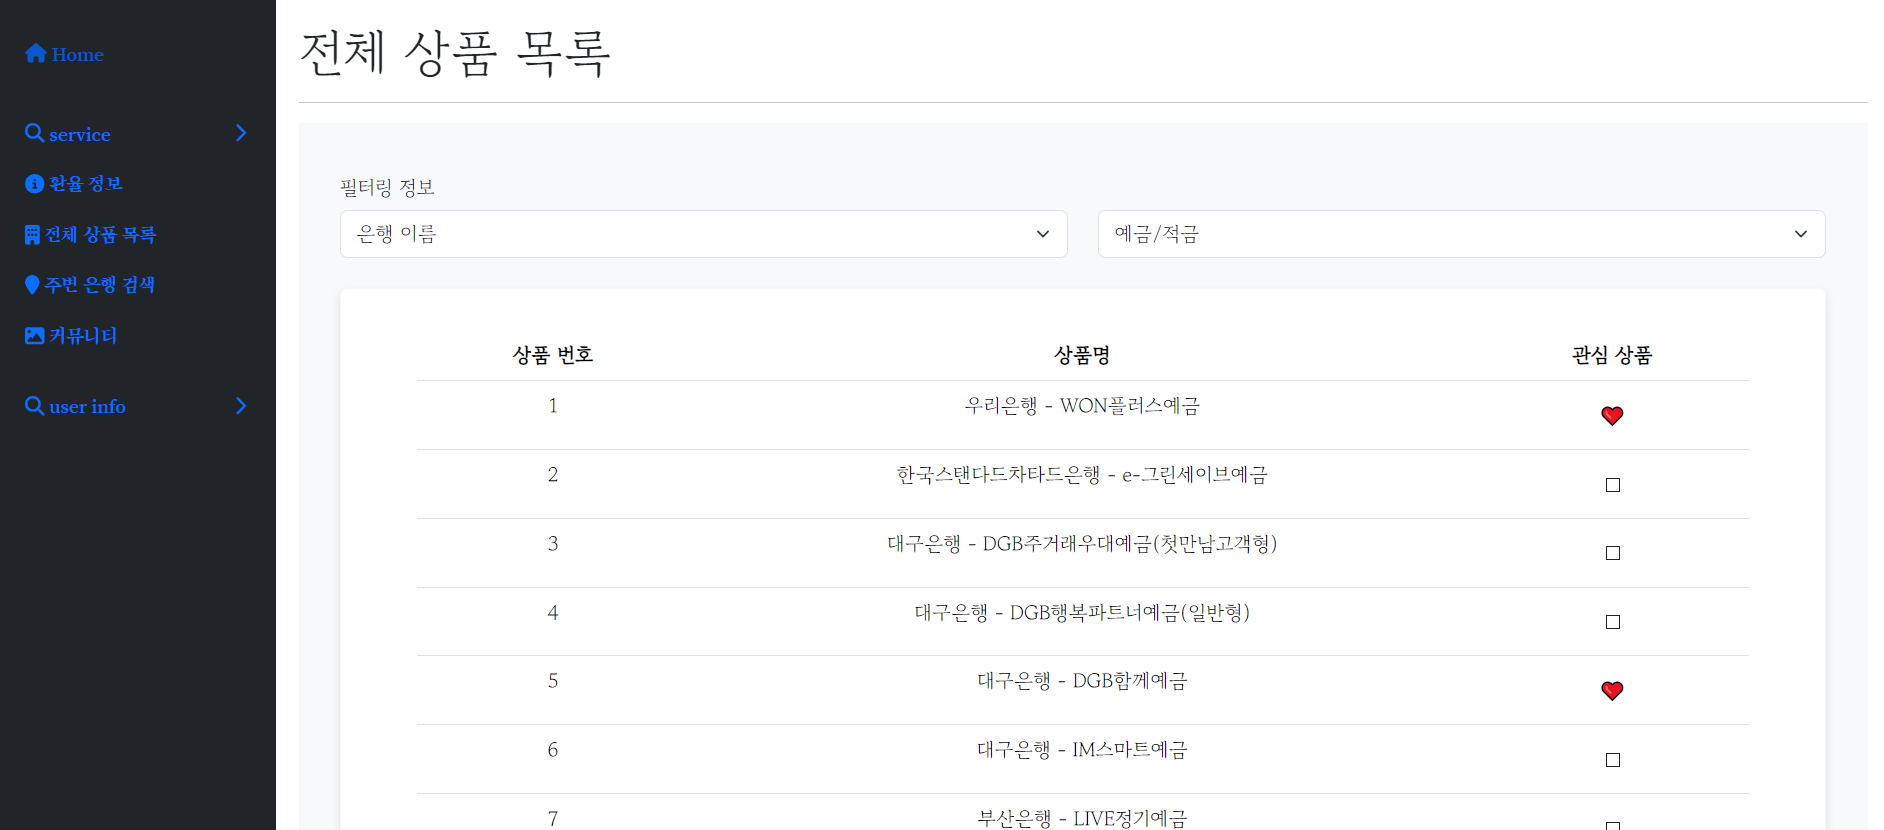 Home
service
환율 정보
전체 상품 목록
주변 은행 검색
커뮤니티
user info
전체 상품 목록
필터링 정보
은행 이름
예금/적금
상품 번호 상품명 관심 상품
1 우리은행 - WON플러스예금
2 한국스탠다드차타드은행 - e-그린세이브예금
3 대구은행 - DGB주거래우대예금(첫만남고객형)
4 대구은행 - DGB행복파트너예금(일반형)
5 대구은행 - DGB함께예금
6 대구은행 - IM스마트예금
7 부산은행 - LIVE정기예금